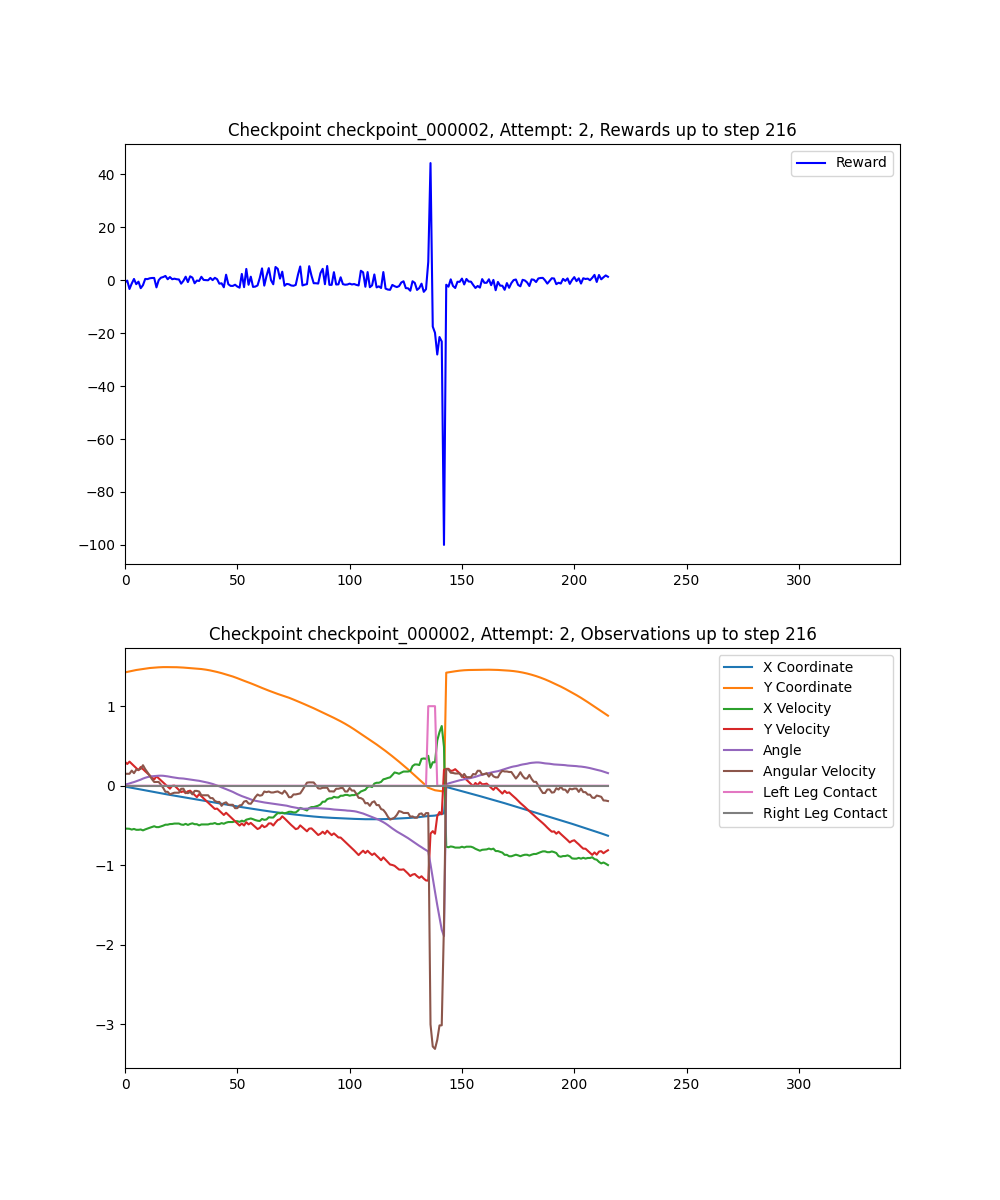 Checkpoint checkpoint_000002, Attempt: 2, Rewards up to step 216
Reward
40
20
0
−20
−40
−60
−80
−100
0 50 100 150 200 250 300
Checkpoint checkpoint_000002, Attempt: 2, Observations up to step 216
X Coordinate
Y Coordinate
X Velocity
Y Velocity
Angle
Angular Velocity
Left Leg Contact
Right Leg Contact
1
0
−1
−2
−3
0 50 100 150 200 250 300